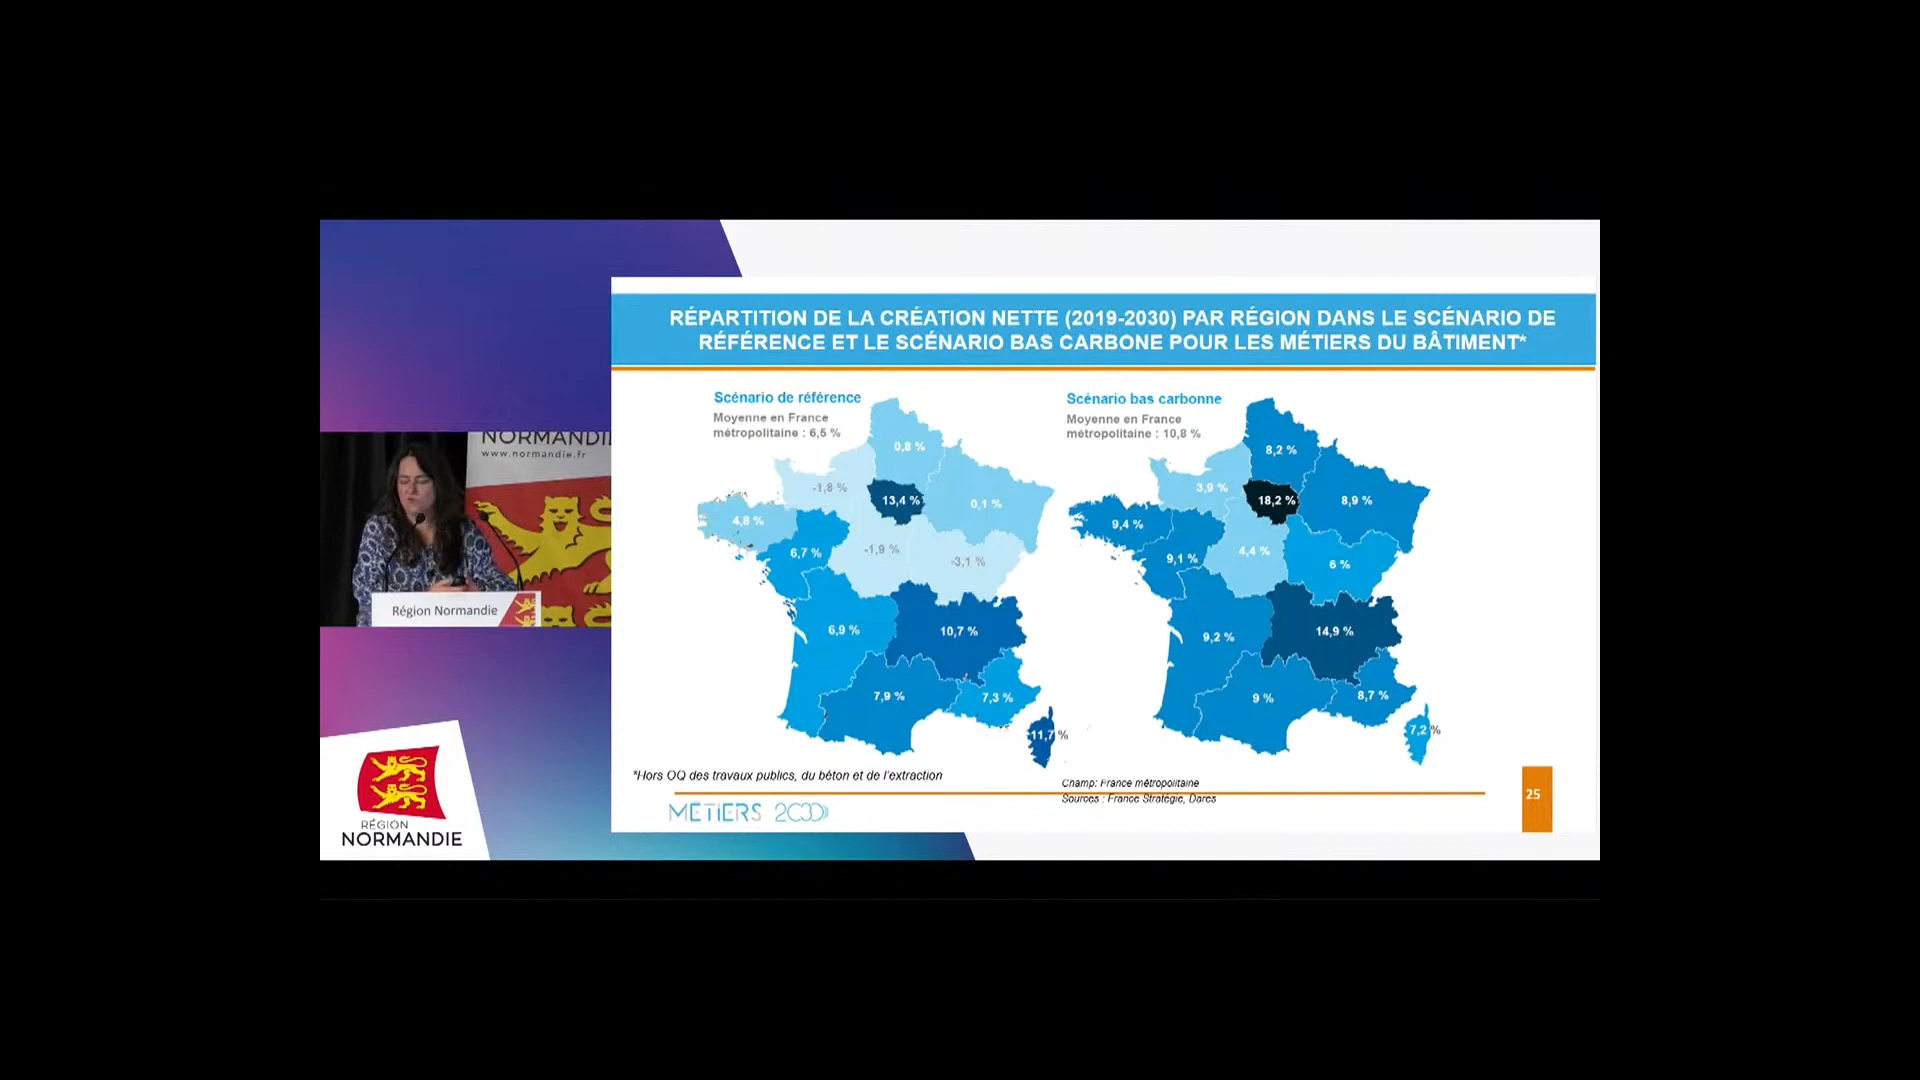 RÉPARTITION DE LA CRÉATION NETTE (2019-2030) PAR RÉGION DANS LE SCÉNARIO DE
RÉFÉRENCE ET LE SCÉNARIO BAS CARBONE POUR LES MÉTIERS DU BÂTIMENT*
Scénario de référence
Moyenne en France
métropolitaine : 6,5 %
0,8 %
-1,8 %
13,4 %
0,1 %
4,8 %
6,7 %
-1,9 %
-3,1 %
6,9 %
10,7 %
7,9 %
7,3 %
11,7 %
Scénario bas carbonne
Moyenne en France
métropolitaine : 10,8 %
8,2 %
3,9 %
18,2 %
8,9 %
9,4 %
9,1 %
4,4 %
6 %
9,2 %
14,9 %
9 %
8,7 %
7,2 %
*Hors OQ des travaux publics, du béton et de l'extraction
Champ: France métropolitaine
Sources : France Stratégie, Dares
MÉTIERS 2030
25
NORMANDI
www.normandie.fr
Région Normandie
RÉGION
NORMANDIE